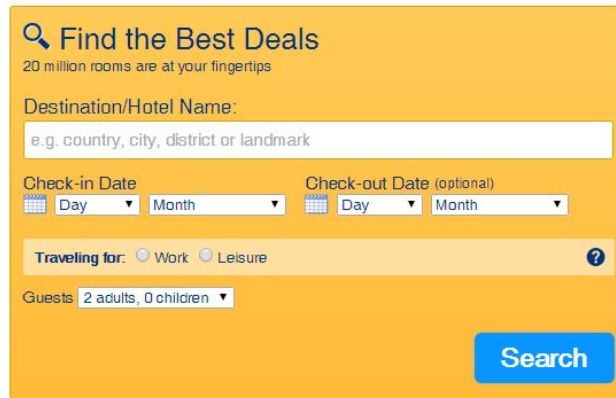 Find the Best Deals
20 million rooms are at your fingertips
Destination/Hotel Name:
e.g. country, city, district or landmark
Check-in Date Check-out Date (optional)
Day Month Day Month
Traveling for: Work Leisure ?
Guests 2 adults, 0 children
Search